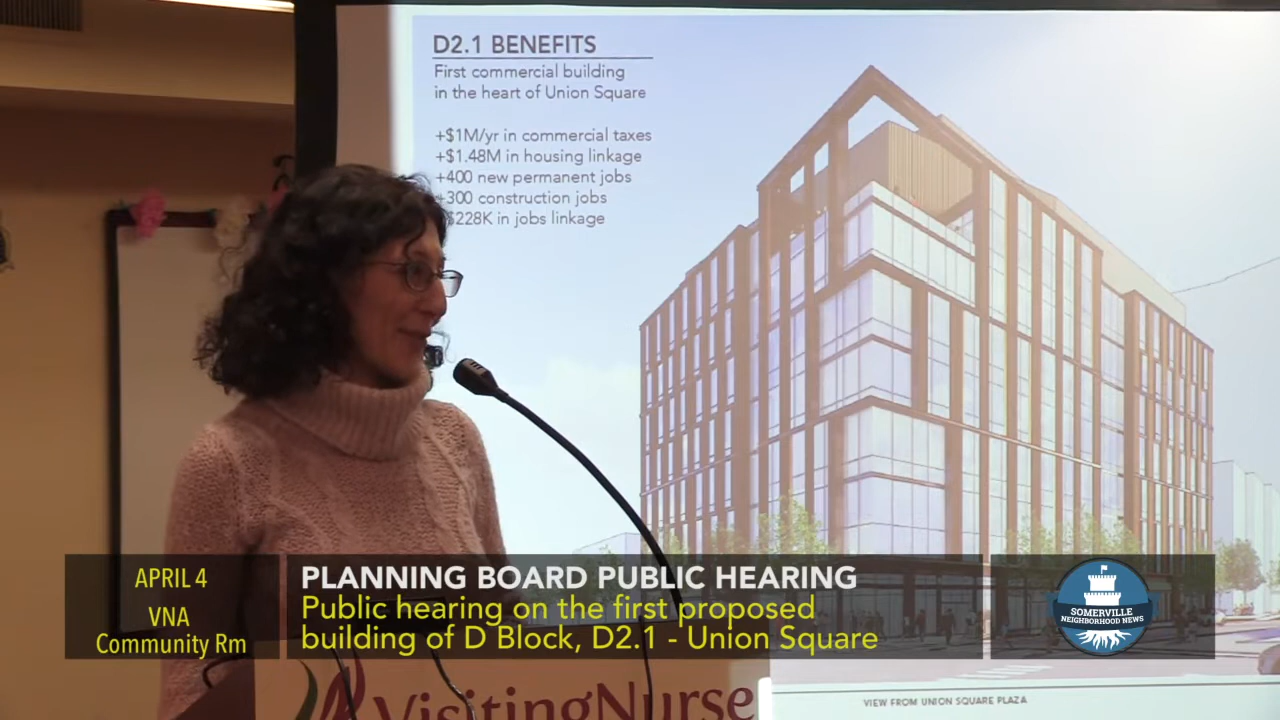 D2.1 BENEFITS
First commercial building
in the heart of Union Square
+$1M/yr in commercial taxes
+$1.48M in housing linkage
+400 new permanent jobs
+300 construction jobs
$228K in jobs linkage
APRIL 4
VNA
Community Rm
PLANNING BOARD PUBLIC HEARING
Public hearing on the first proposed
building of D Block, D2.1 - Union Square
SOMERVILLE
NEIGHBORHOOD NEWS
VisitingNurse
VIEW FROM UNION SQUARE PLAZA